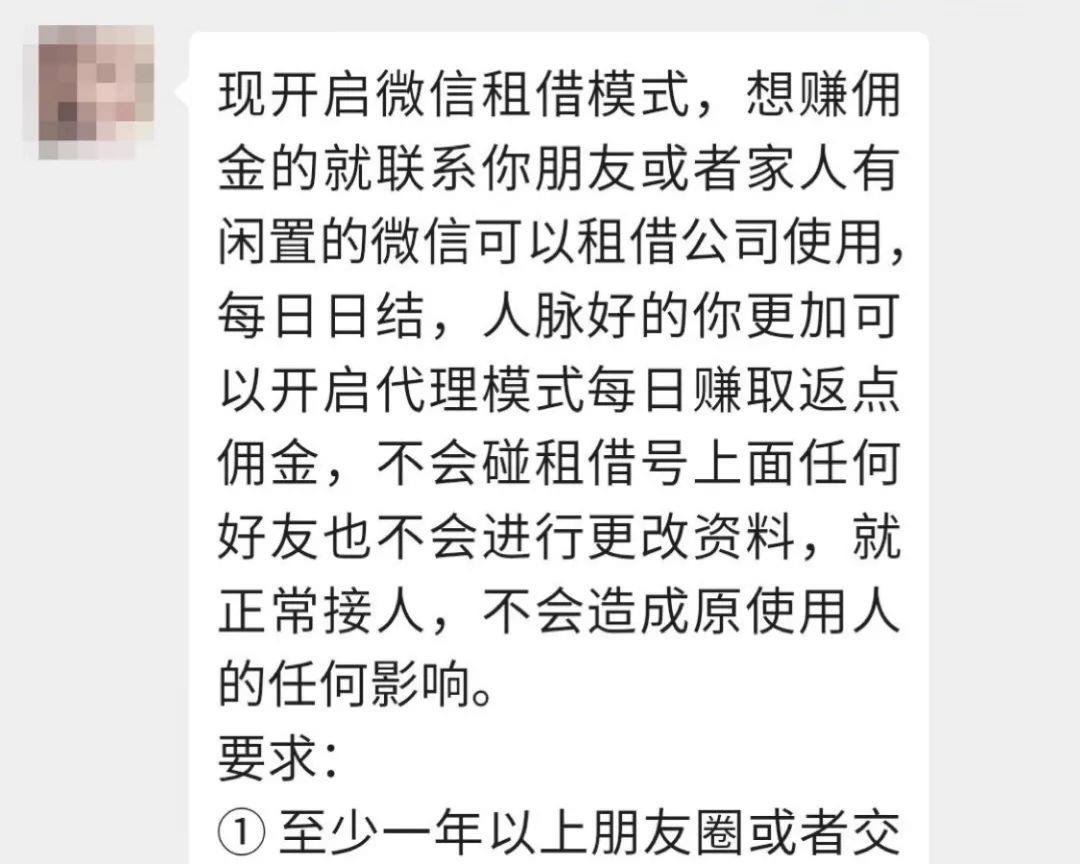 现开启微信租借模式，想赚佣
金的就联系你朋友或者家人有
闲置的微信可以租借公司使用，
每日日结，人脉好的你更加可
以开启代理模式每日赚取返点
佣金，不会碰租借号上面任何
好友也不会进行更改资料，就
正常接人，不会造成原使用人
的任何影响。
要求：
① 至少一年以上朋友圈或者交